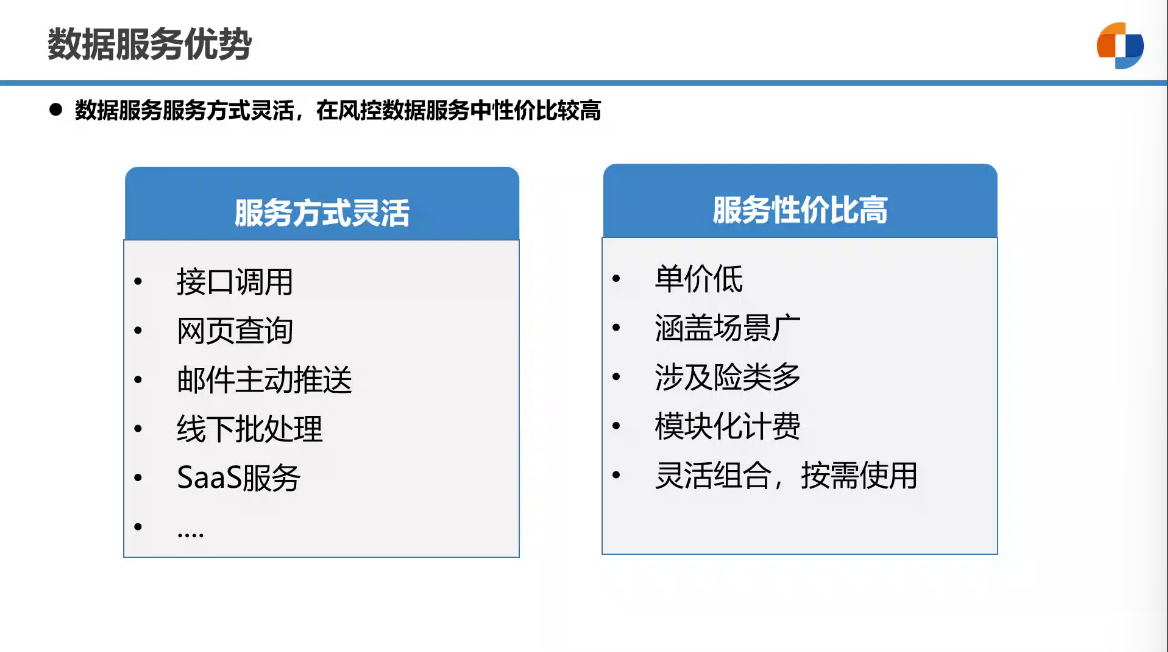 数据服务优势
● 数据服务服务方式灵活，在风控数据服务中性价比较高
服务方式灵活
• 接口调用
• 网页查询
• 邮件主动推送
• 线下批处理
• SaaS服务
• ....
服务性价比高
• 单价低
• 涵盖场景广
• 涉及险类多
• 模块化计费
• 灵活组合，按需使用